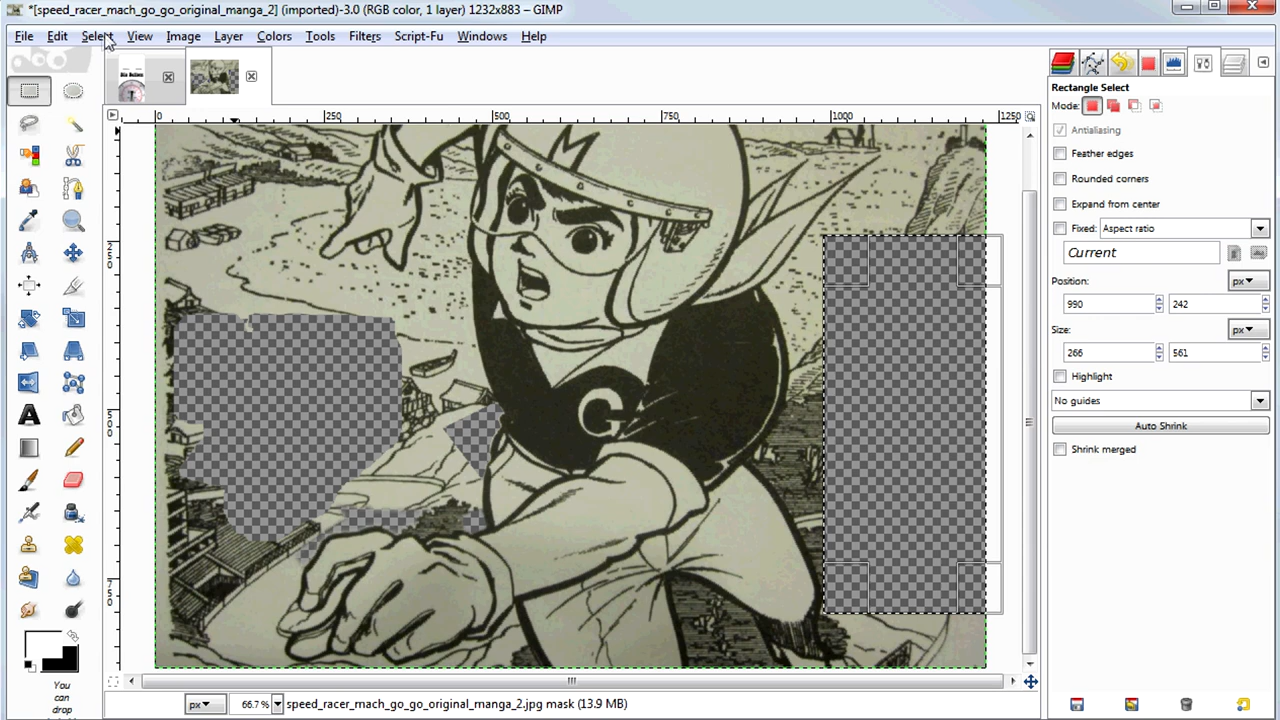 *[speed_racer_mach_go_go_original_manga_2] (imported)-3.0 (RGB color, 1 layer) 1232x883 – GIMP
File Edit Select View Image Layer Colors Tools Filters Script-Fu Windows Help
0 250 500 750 1000 1250
250
500
750
G
You
can
drop
px 66.7% speed_racer_mach_go_go_original_manga_2.jpg mask (13.9 MB)
Rectangle Select
Mode:
Antialiasing
Feather edges
Rounded corners
Expand from center
Fixed: Aspect ratio
Current
Position: px
990 242
Size: px
266 561
Highlight
No guides
Auto Shrink
Shrink merged